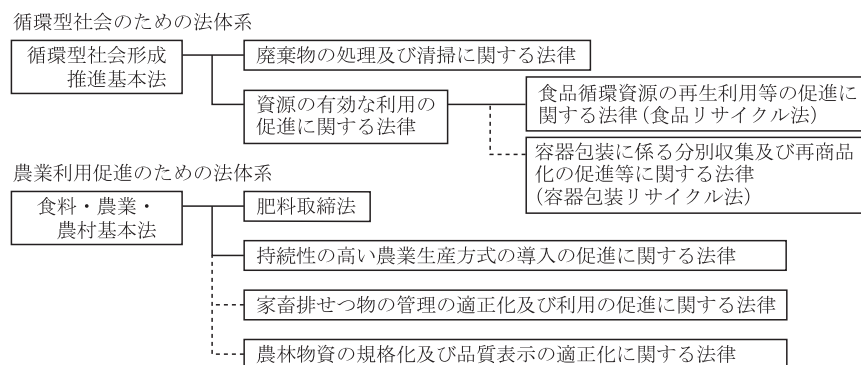 循環型社会のための法体系
循環型社会形成
推進基本法
廃棄物の処理及び清掃に関する法律
資源の有効な利用の
促進に関する法律
食品循環資源の再生利用等の促進に
関する法律(食品リサイクル法)
容器包装に係る分別収集及び再商品
化の促進等に関する法律
(容器包装リサイクル法)
農業利用促進のための法体系
食料・農業・
農村基本法
肥料取締法
持続性の高い農業生産方式の導入の促進に関する法律
家畜排せつ物の管理の適正化及び利用の促進に関する法律
農林物資の規格化及び品質表示の適正化に関する法律